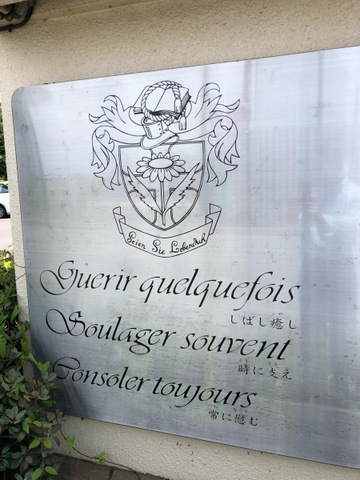 Seien Sie Lebendich
Guerir quelquefois
しばし癒し
Soulager souvent
時に支え
Consoler toujours
常に慰む